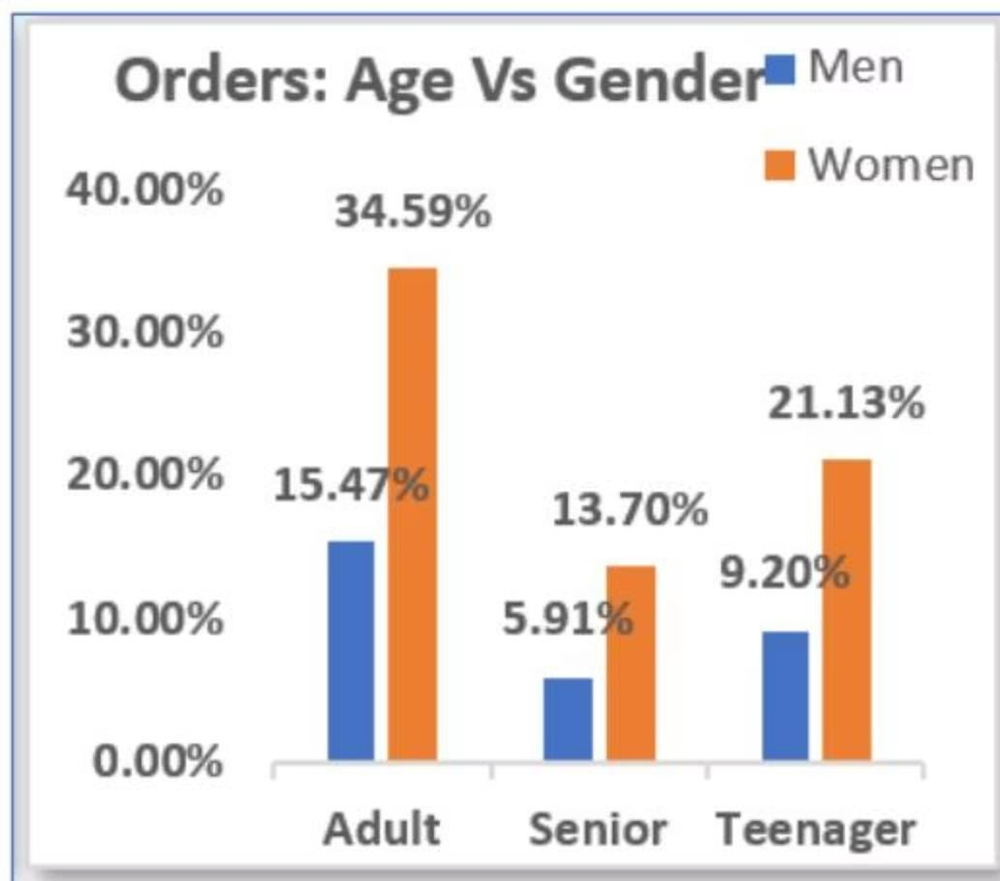 Orders: Age Vs Gender
Men
Women
40.00%
30.00%
20.00%
10.00%
0.00%
34.59%
15.47%
13.70%
5.91%
21.13%
9.20%
Adult Senior Teenager